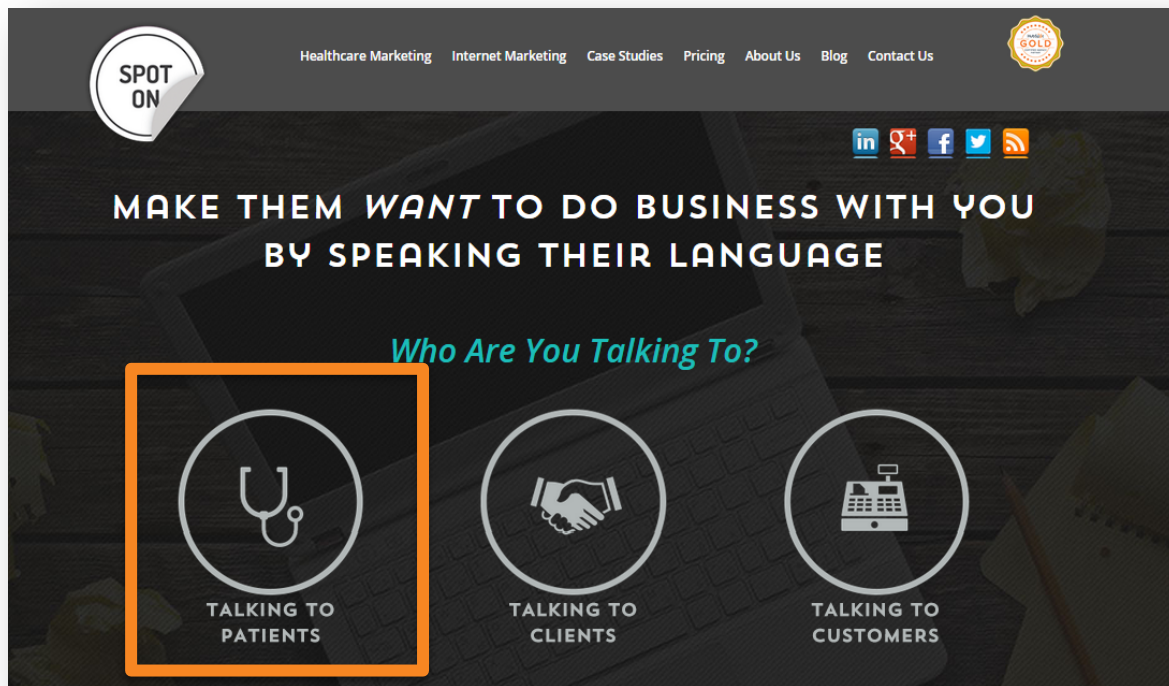 SPOT
ON
Healthcare Marketing Internet Marketing Case Studies Pricing About Us Blog Contact Us
GOLD
in g+ f
MAKE THEM WANT TO DO BUSINESS WITH YOU
BY SPEAKING THEIR LANGUAGE
Who Are You Talking To?
TALKING TO
PATIENTS
TALKING TO
CLIENTS
TALKING TO
CUSTOMERS